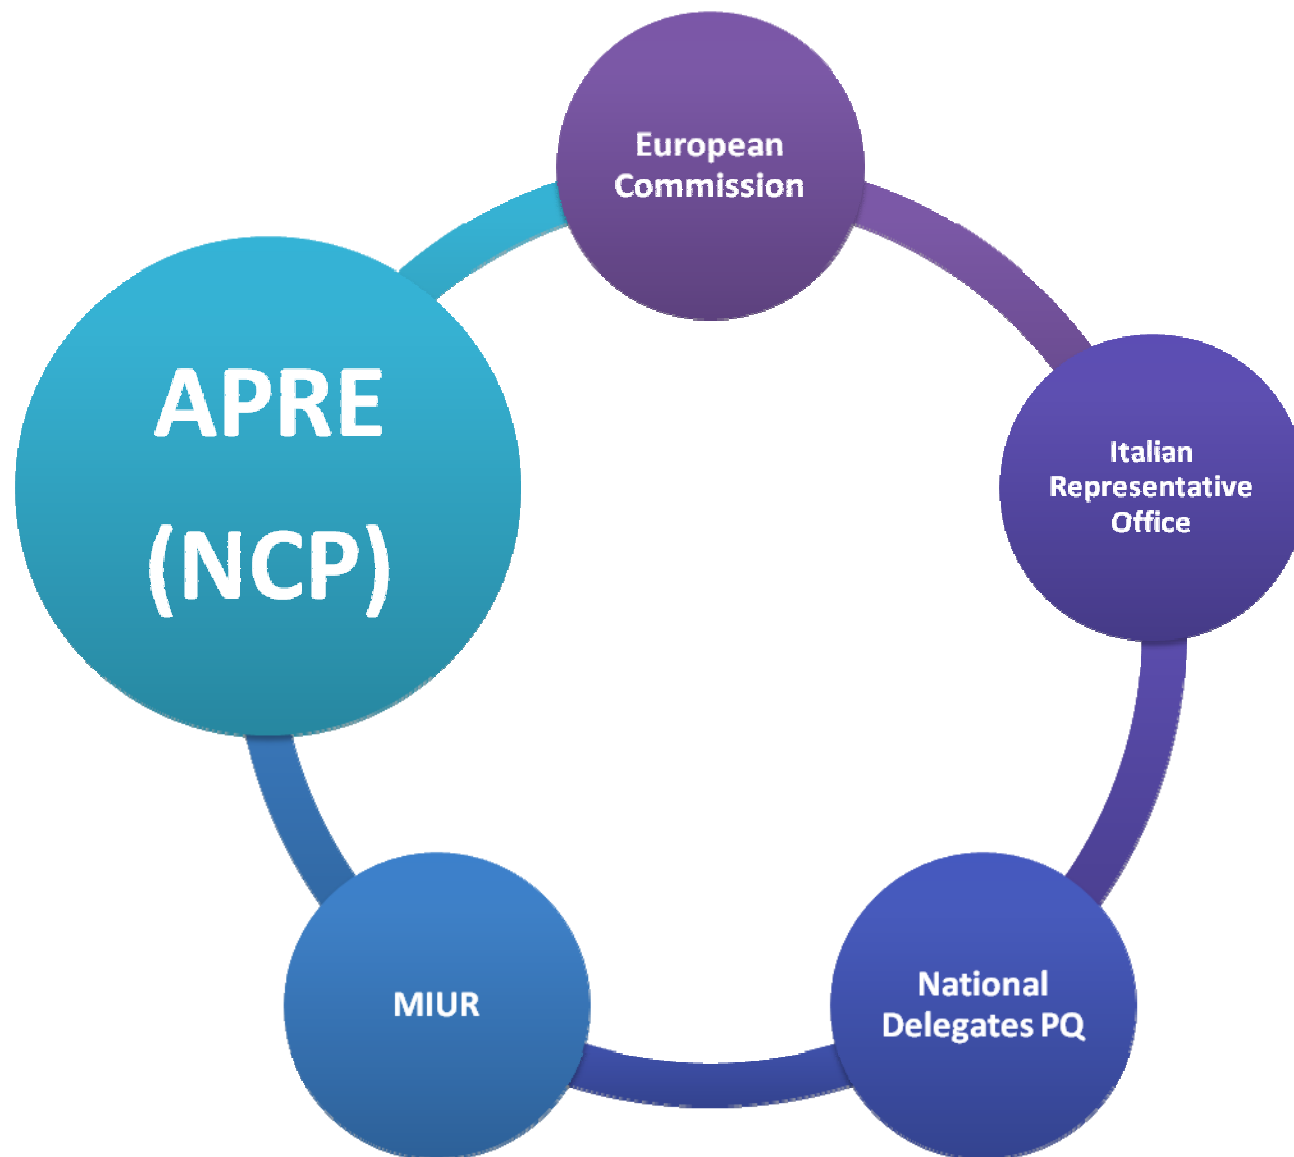 European
Commission
APRE
(NCP)
Italian
Representative
Office
National
Delegates PQ
MIUR